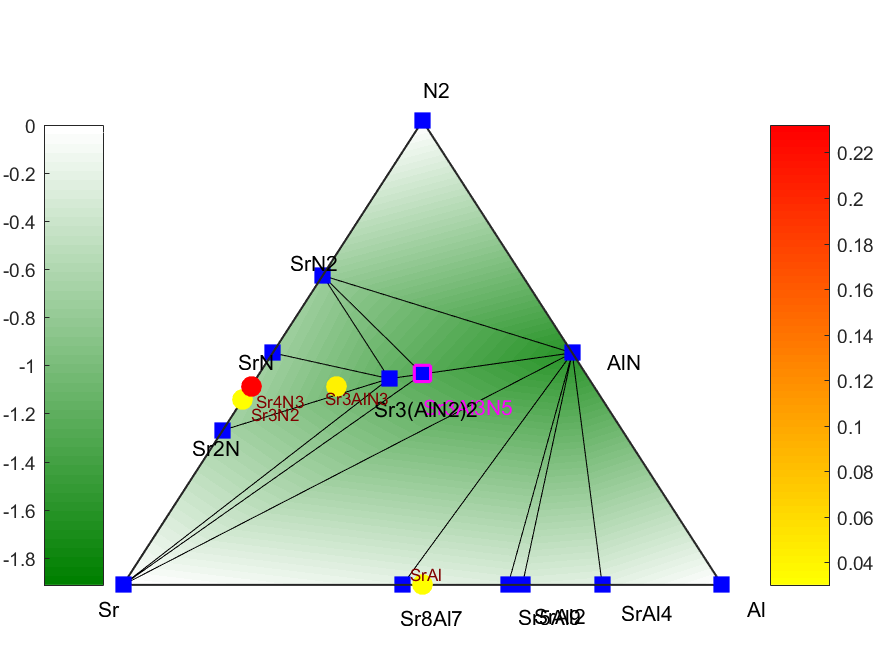 N2
0
-0.2
-0.4
-0.6
-0.8
-1
-1.2
-1.4
-1.6
-1.8
0.22
0.2
0.18
0.16
0.14
0.12
0.1
0.08
0.06
0.04
SrN2
SrN
AlN
Sr4N3
Sr3AlN3
Sr3(AlN2)2
Sr3Al3N5
Sr3N2
Sr2N
SrAl
Sr
Sr8Al7
Sr5Al9
SrAl2
SrAl4
Al